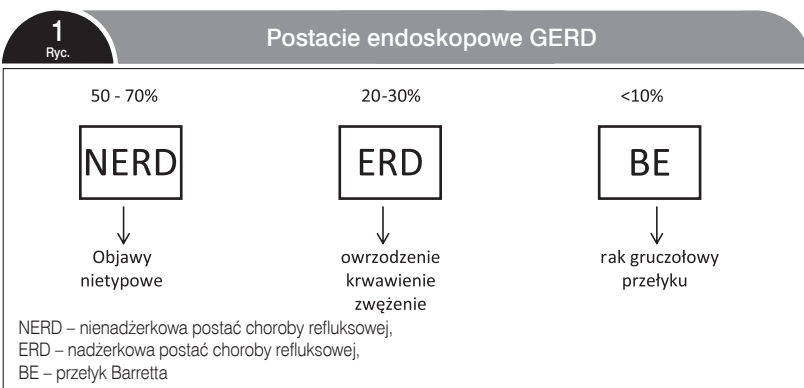 1
Ryc.
Postacie endoskopowe GERD
50 - 70%
20-30%
<10%
NERD
ERD
BE
Objawy
nietypowe
owrzodzenie
krwawienie
zwężenie
rak gruczołowy
przełyku
NERD – nienadżerkowa postać choroby refluksowej,
ERD – nadżerkowa postać choroby refluksowej,
BE – przełyk Barretta